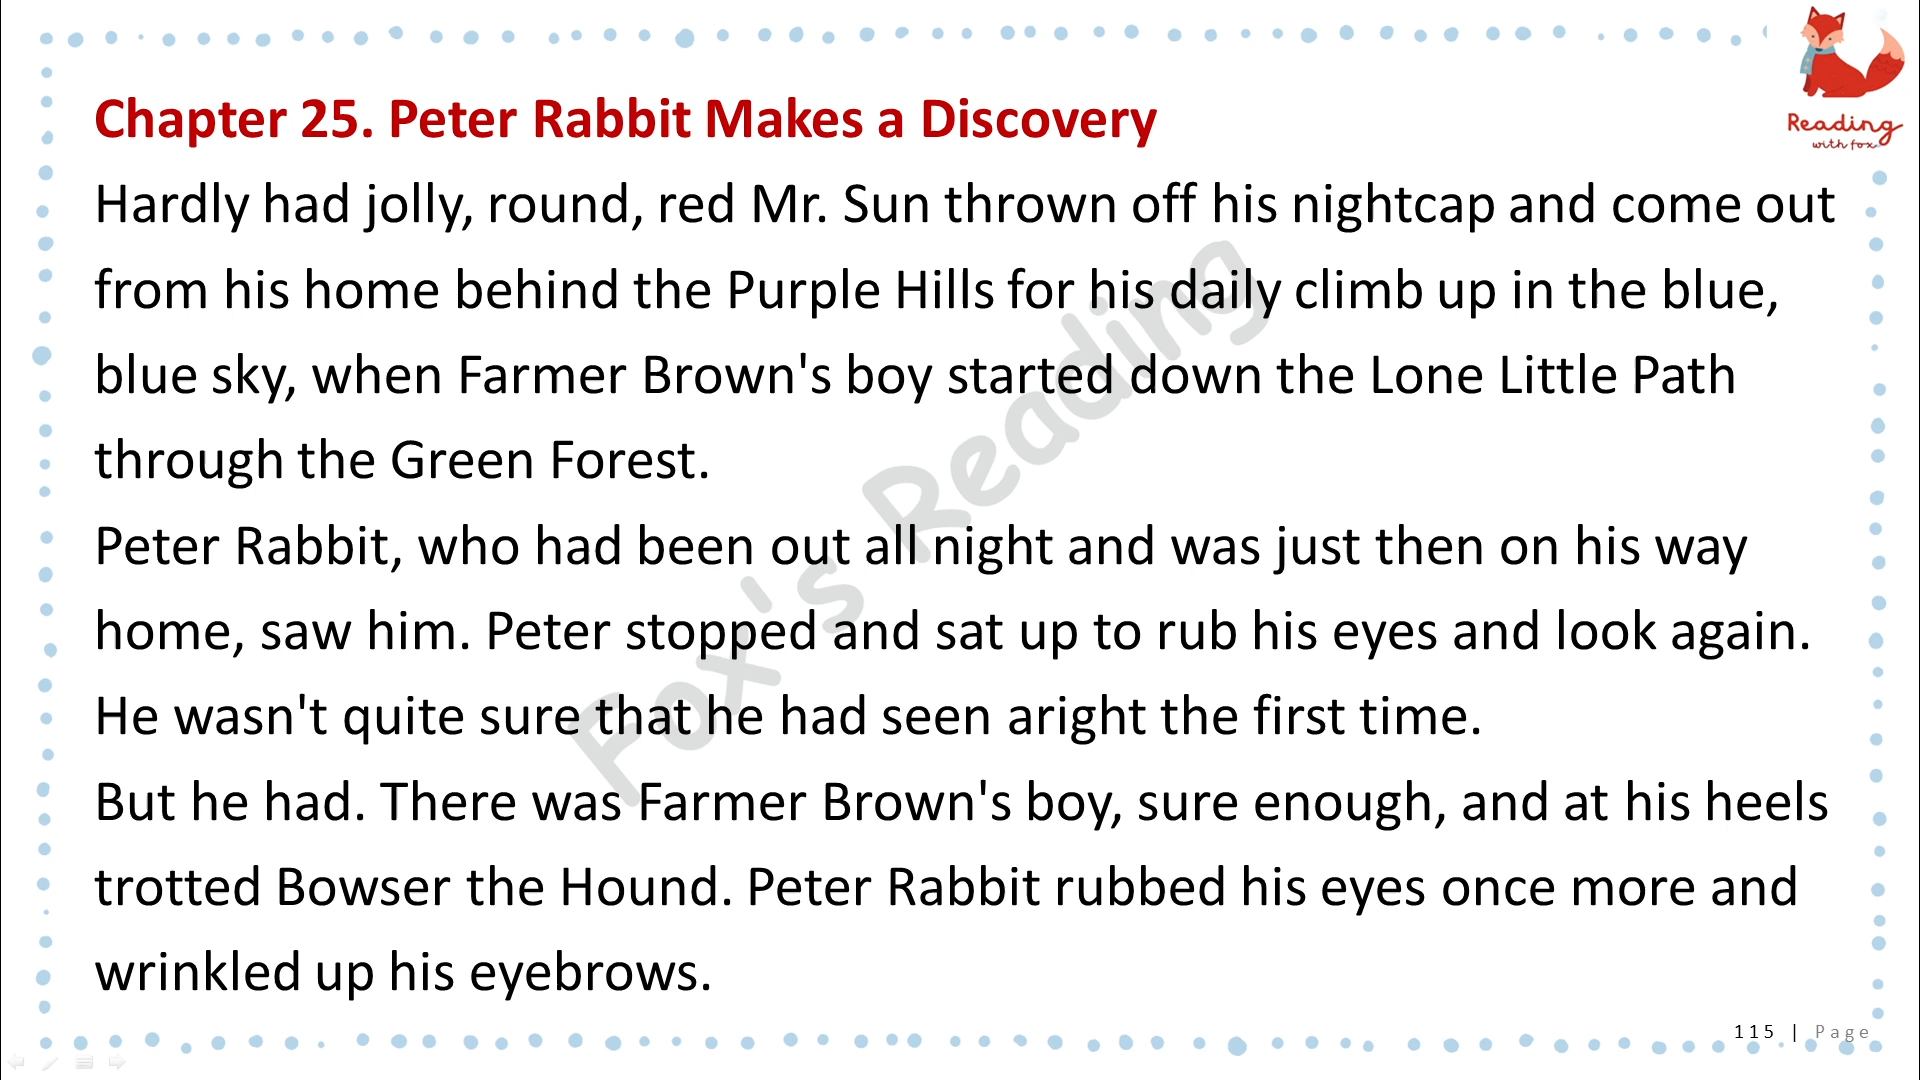 Reading
with fox
Chapter 25. Peter Rabbit Makes a Discovery
Hardly had jolly, round, red Mr. Sun thrown off his nightcap and come out
from his home behind the Purple Hills for his daily climb up in the blue,
blue sky, when Farmer Brown's boy started down the Lone Little Path
through the Green Forest.
Peter Rabbit, who had been out all night and was just then on his way
home, saw him. Peter stopped and sat up to rub his eyes and look again.
He wasn't quite sure that he had seen aright the first time.
But he had. There was Farmer Brown's boy, sure enough, and at his heels
trotted Bowser the Hound. Peter Rabbit rubbed his eyes once more and
wrinkled up his eyebrows.
Fox's Reading
115 | Page